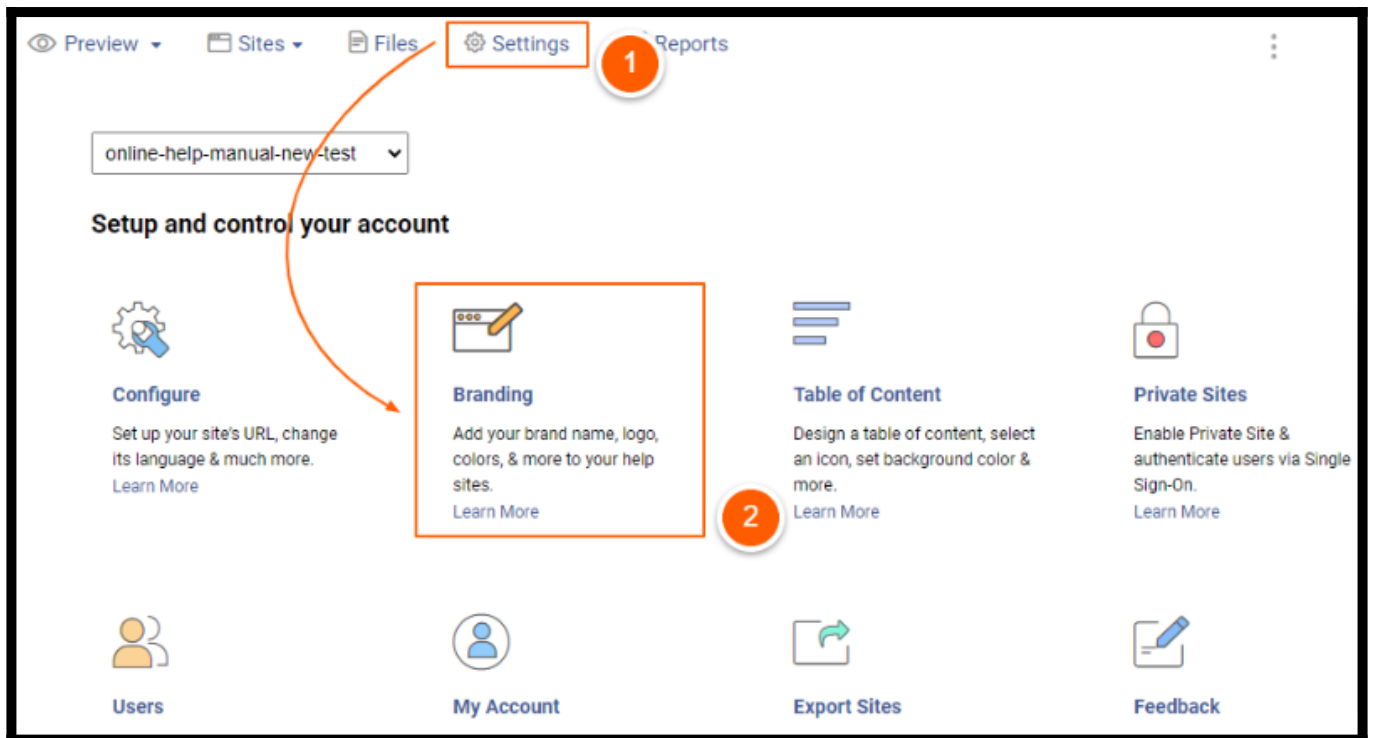 Preview Sites Files Settings Reports
1
online-help-manual-new-test
Setup and control your account
Configure
Set up your site's URL, change
its language & much more.
Learn More
Branding
Add your brand name, logo,
colors, & more to your help
sites.
Learn More
2
Table of Content
Design a table of content, select
an icon, set background color &
more.
Learn More
Private Sites
Enable Private Site &
authenticate users via Single
Sign-On.
Learn More
Users
My Account
Export Sites
Feedback